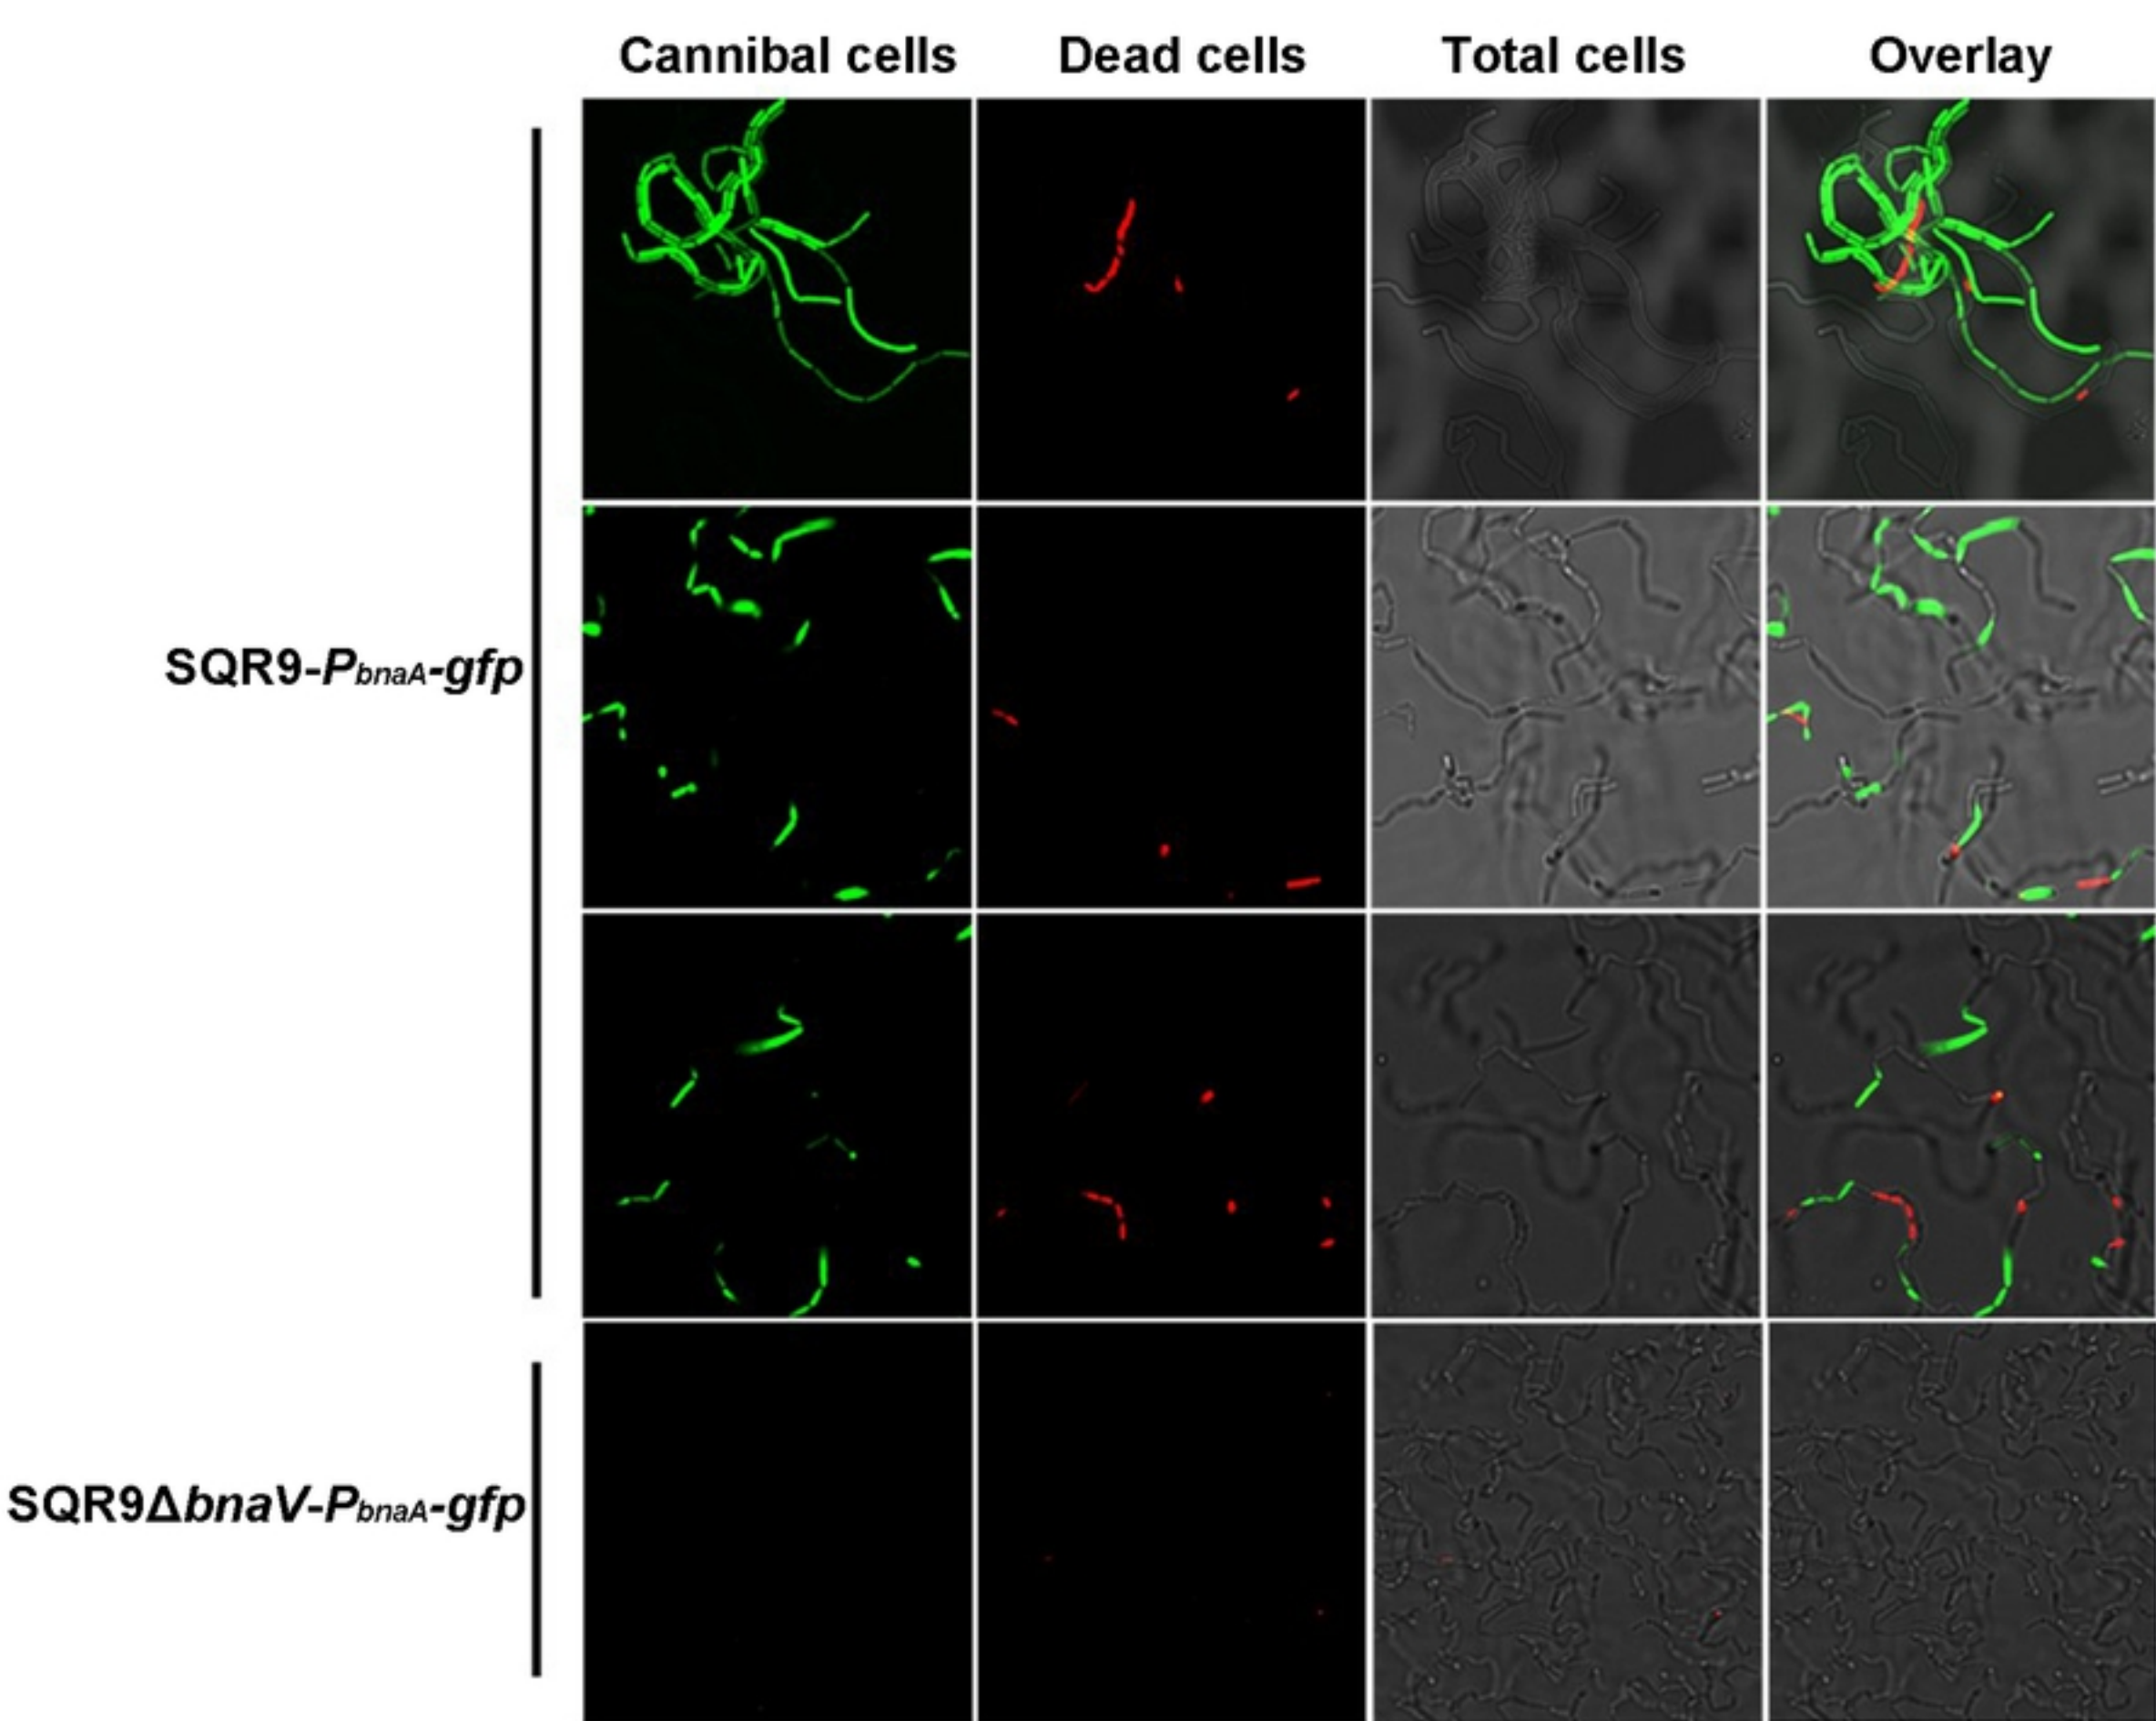 Cannibal cells Dead cells Total cells Overlay
SQR9-PbnaA-gfp
SQR9ΔbnaV-PbnaA-gfp